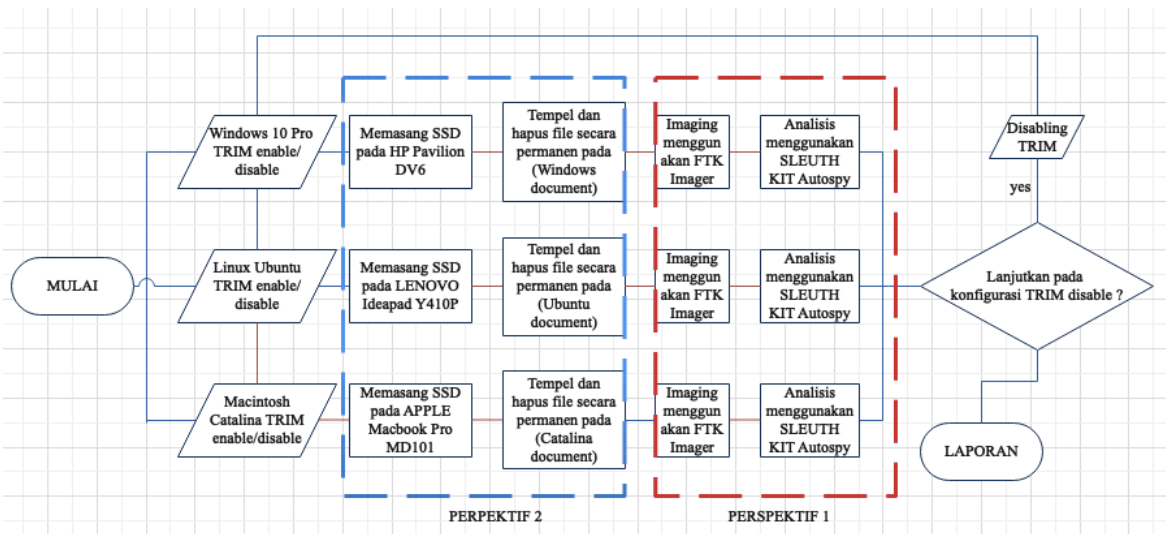 MULAI
Windows 10 Pro
TRIM enable/
disable
Memasang SSD
pada HP Pavilion
DV6
Tempel dan
hapus file secara
permanen pada
(Windows
document)
Imaging
menggun
akan FTK
Imager
Analisis
menggunakan
SLEUTH
KIT Autospy
Linux Ubuntu
TRIM enable/
disable
Memasang SSD
pada LENOVO
Ideapad Y410P
Tempel dan
hapus file secara
permanen pada
(Ubuntu
document)
Imaging
menggun
akan FTK
Imager
Analisis
menggunakan
SLEUTH
KIT Autospy
Macintosh
Catalina TRIM
enable/disable
Memasang SSD
pada APPLE
Macbook Pro
MD101
Tempel dan
hapus file secara
permanen pada
(Catalina
document)
Imaging
menggun
akan FTK
Imager
Analisis
menggunakan
SLEUTH
KIT Autospy
Disabling
TRIM
yes
Lanjutkan pada
konfigurasi TRIM disable ?
LAPORAN
PERPEKTIF 2
PERSPEKTIF 1